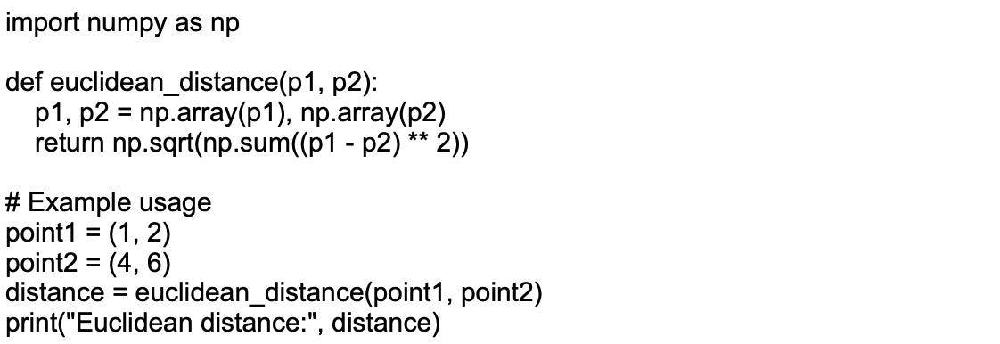 import numpy as np
def euclidean_distance(p1, p2):
    p1, p2 = np.array(p1), np.array(p2)
    return np.sqrt(np.sum((p1 - p2) ** 2))
# Example usage
point1 = (1, 2)
point2 = (4, 6)
distance = euclidean_distance(point1, point2)
print("Euclidean distance:", distance)